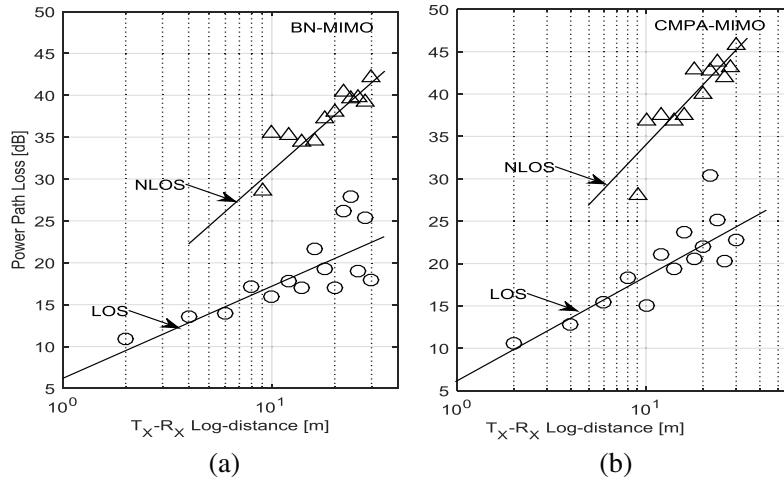 BN-MIMO
50
45
40
35
30
25
20
15
10
5
Power Path Loss [dB]
NLOS
LOS
10^0
10^1
T_X-R_X Log-distance [m]
(a)
CMPA-MIMO
50
45
40
35
30
25
20
15
10
5
NLOS
LOS
10^0
10^1
T_X-R_X Log-distance [m]
(b)